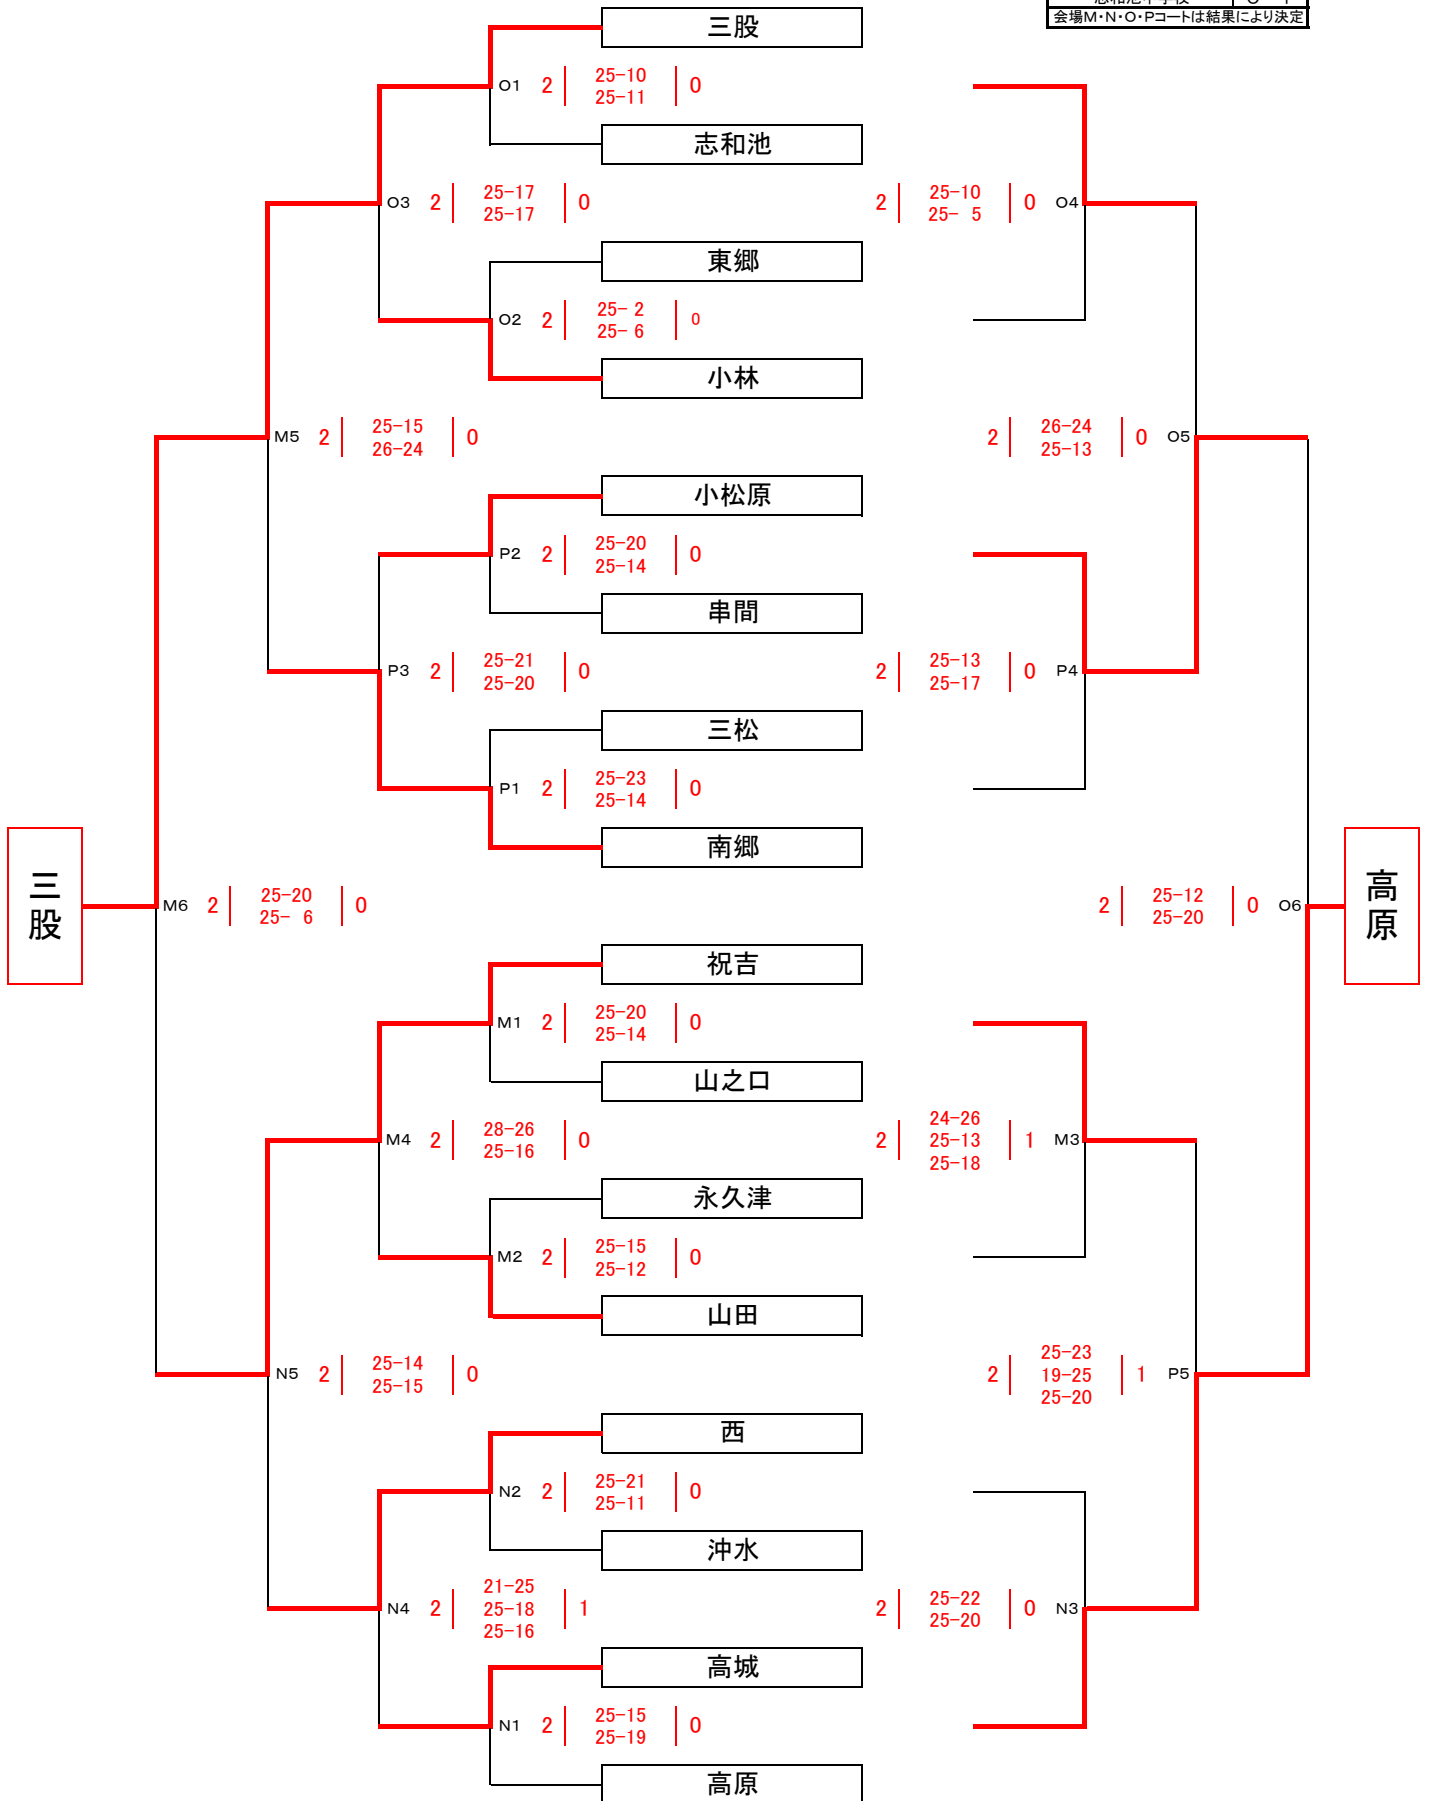 会場M・N・O・Pコートは結果により決定
三股
O1 2 25-10 0
25-11
志和池
O3 2 25-17 0
25-17
2 25-10 0 O4
25- 5
東郷
O2 2 25- 2 0
25- 6
小林
M5 2 25-15 0
26-24
2 26-24 0 O5
25-13
小松原
P2 2 25-20 0
25-14
串間
P3 2 25-21 0
25-20
2 25-13 0 P4
25-17
三松
P1 2 25-23 0
25-14
南郷
三股
M6 2 25-20 0
25- 6
2 25-12 0 O6
25-20
高原
祝吉
M1 2 25-20 0
25-14
山之口
M4 2 28-26 0
25-16
2 24-26 1 M3
25-13
25-18
永久津
M2 2 25-15 0
25-12
山田
N5 2 25-14 0
25-15
2 25-23 1 P5
19-25
25-20
西
N2 2 25-21 0
25-11
沖水
N4 2 21-25 1
25-18
25-16
2 25-22 0 N3
25-20
高城
N1 2 25-15 0
25-19
高原